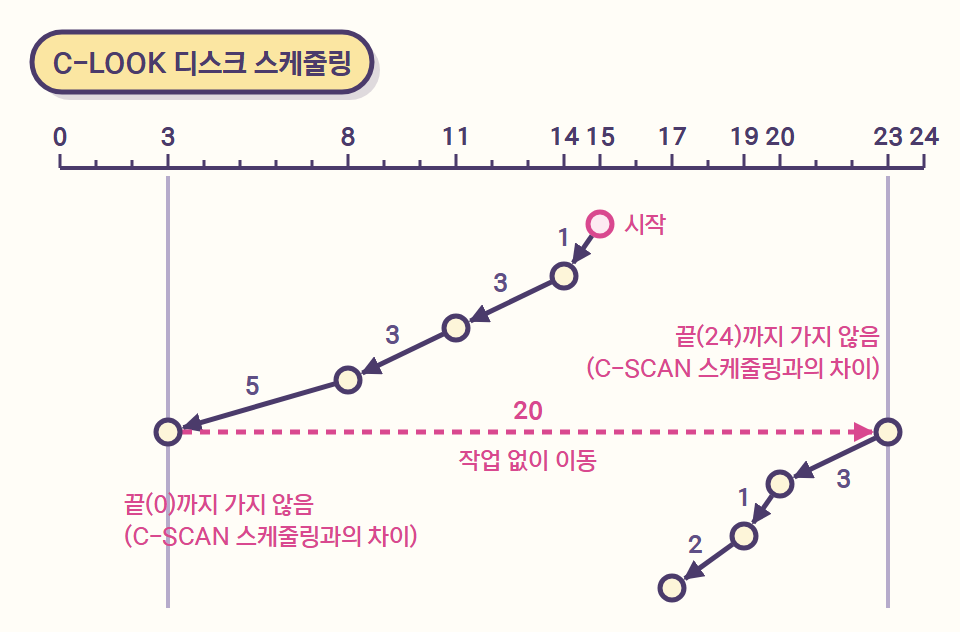 C-LOOK 디스크 스케줄링
0 3 8 11 14 15 17 19 20 23 24
시작
1
3
3
끝(24)까지 가지 않음
(C-SCAN 스케줄링과의 차이)
5
20
작업 없이 이동
3
1
끝(0)까지 가지 않음
(C-SCAN 스케줄링과의 차이)
2